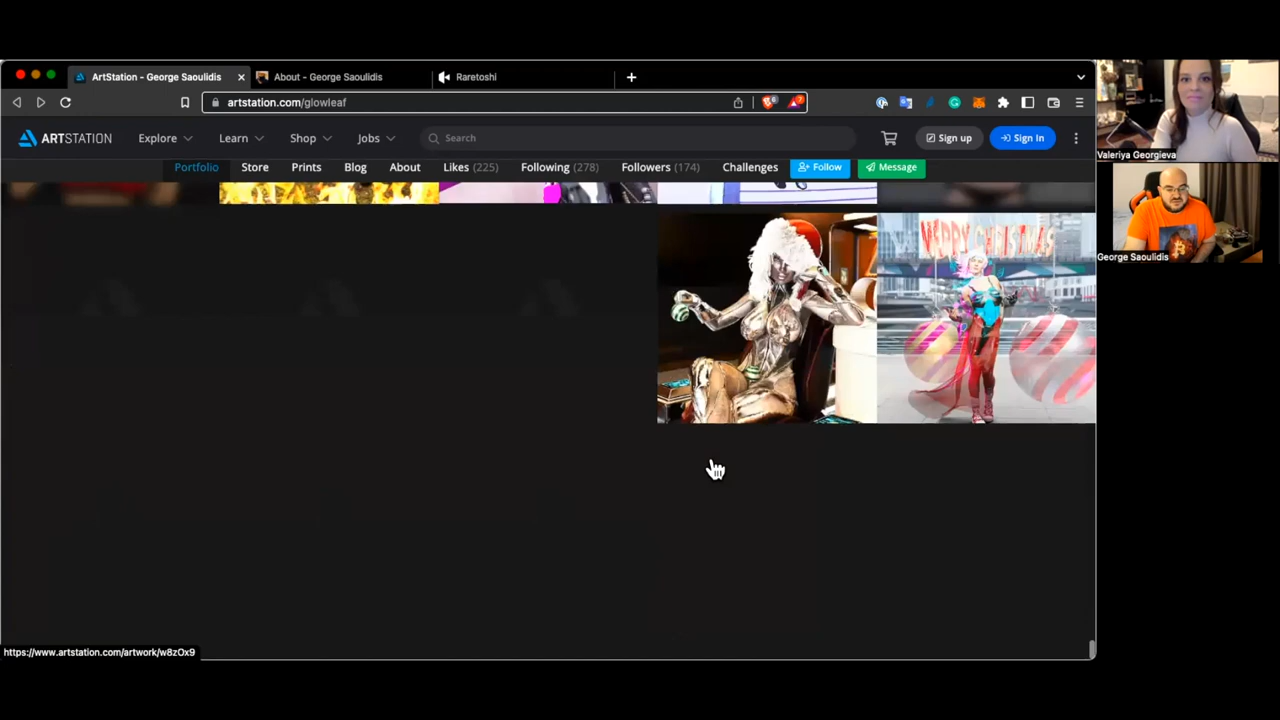 ArtStation - George Saoulidis
About - George Saoulidis
Raretoshi
artstation.com/glowleaf
ARTSTATION
Explore
Learn
Shop
Jobs
Search
Sign up
Sign In
Portfolio
Store
Prints
Blog
About
Likes (225)
Following (278)
Followers (174)
Challenges
Follow
Message
Valeriya Georgieva
George Saoulidis
MERRY CHRISTMAS
https://www.artstation.com/artwork/w8zOx9